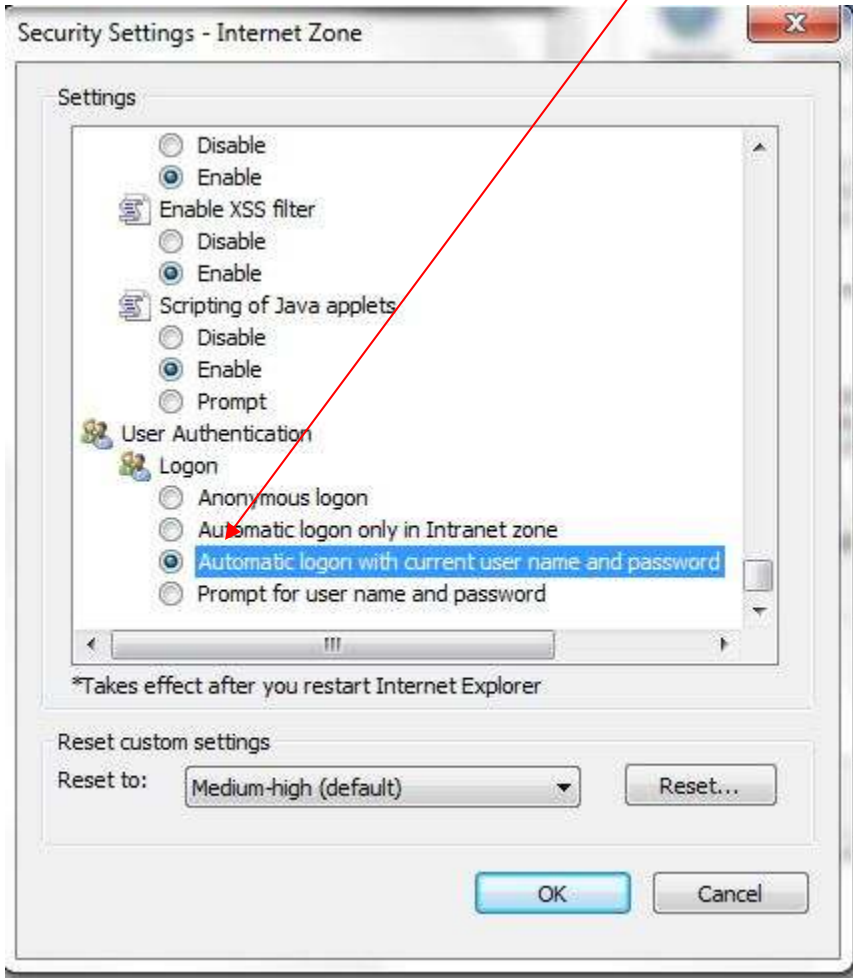 Security Settings - Internet Zone
Settings
Disable
Enable
Enable XSS filter
Disable
Enable
Scripting of Java applets
Disable
Enable
Prompt
User Authentication
Logon
Anonymous logon
Automatic logon only in Intranet zone
Automatic logon with current user name and password
Prompt for user name and password
*Takes effect after you restart Internet Explorer
Reset custom settings
Reset to: Medium-high (default) Reset...
OK Cancel